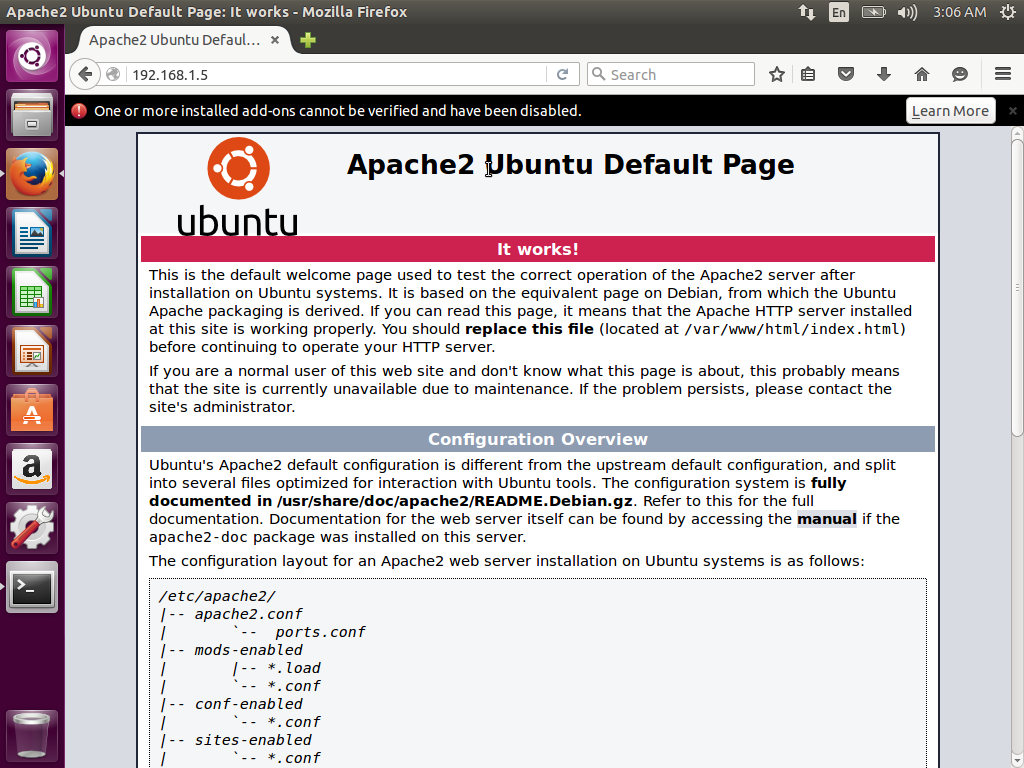 Apache2 Ubuntu Default Page: It works - Mozilla Firefox
En
3:06 AM
Apache2 Ubuntu Defaul...
192.168.1.5
Search
One or more installed add-ons cannot be verified and have been disabled.
Learn More
Apache2 Ubuntu Default Page
ubuntu
It works!
This is the default welcome page used to test the correct operation of the Apache2 server after
installation on Ubuntu systems. It is based on the equivalent page on Debian, from which the Ubuntu
Apache packaging is derived. If you can read this page, it means that the Apache HTTP server installed
at this site is working properly. You should replace this file (located at /var/www/html/index.html)
before continuing to operate your HTTP server.
If you are a normal user of this web site and don't know what this page is about, this probably means
that the site is currently unavailable due to maintenance. If the problem persists, please contact the
site's administrator.
Configuration Overview
Ubuntu's Apache2 default configuration is different from the upstream default configuration, and split
into several files optimized for interaction with Ubuntu tools. The configuration system is fully
documented in /usr/share/doc/apache2/README.Debian.gz. Refer to this for the full
documentation. Documentation for the web server itself can be found by accessing the manual if the
apache2-doc package was installed on this server.
The configuration layout for an Apache2 web server installation on Ubuntu systems is as follows:
/etc/apache2/
|-- apache2.conf
|       `--  ports.conf
|-- mods-enabled
|       |-- *.load
|       `-- *.conf
|-- conf-enabled
|       `-- *.conf
|-- sites-enabled
|       `-- *.conf